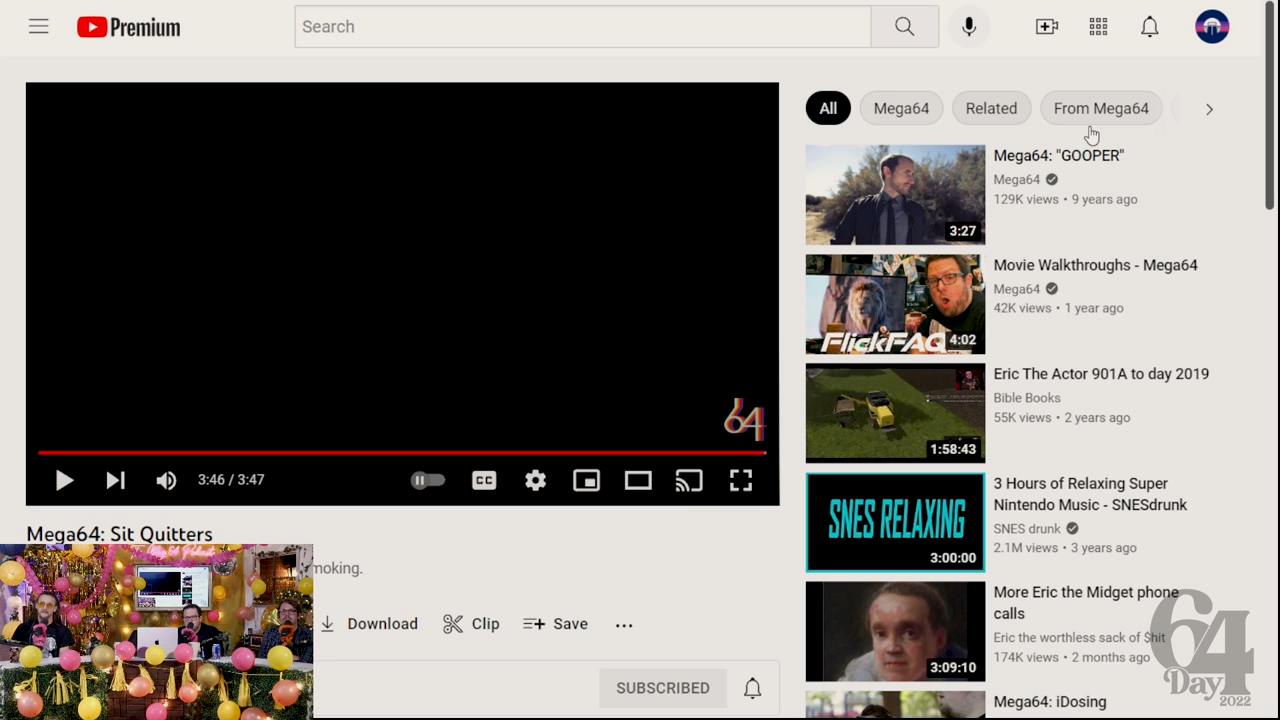 Premium
Search
All
Mega64
Related
From Mega64
Mega64: "GOOPER"
Mega64
129K views • 9 years ago
3:27
Movie Walkthroughs - Mega64
Mega64
42K views • 1 year ago
FlickFAQ
4:02
Eric The Actor 901A to day 2019
Bible Books
55K views • 2 years ago
1:58:43
3 Hours of Relaxing Super
Nintendo Music - SNESdrunk
SNES drunk
2.1M views • 3 years ago
SNES RELAXING
3:00:00
More Eric the Midget phone
calls
Eric the worthless sack of $hit
174K views • 2 months ago
3:09:10
Mega64: iDosing
64
3:46 / 3:47
CC
Mega64: Sit Quitters
moking.
Download
Clip
Save
SUBSCRIBED
64
Day
2022